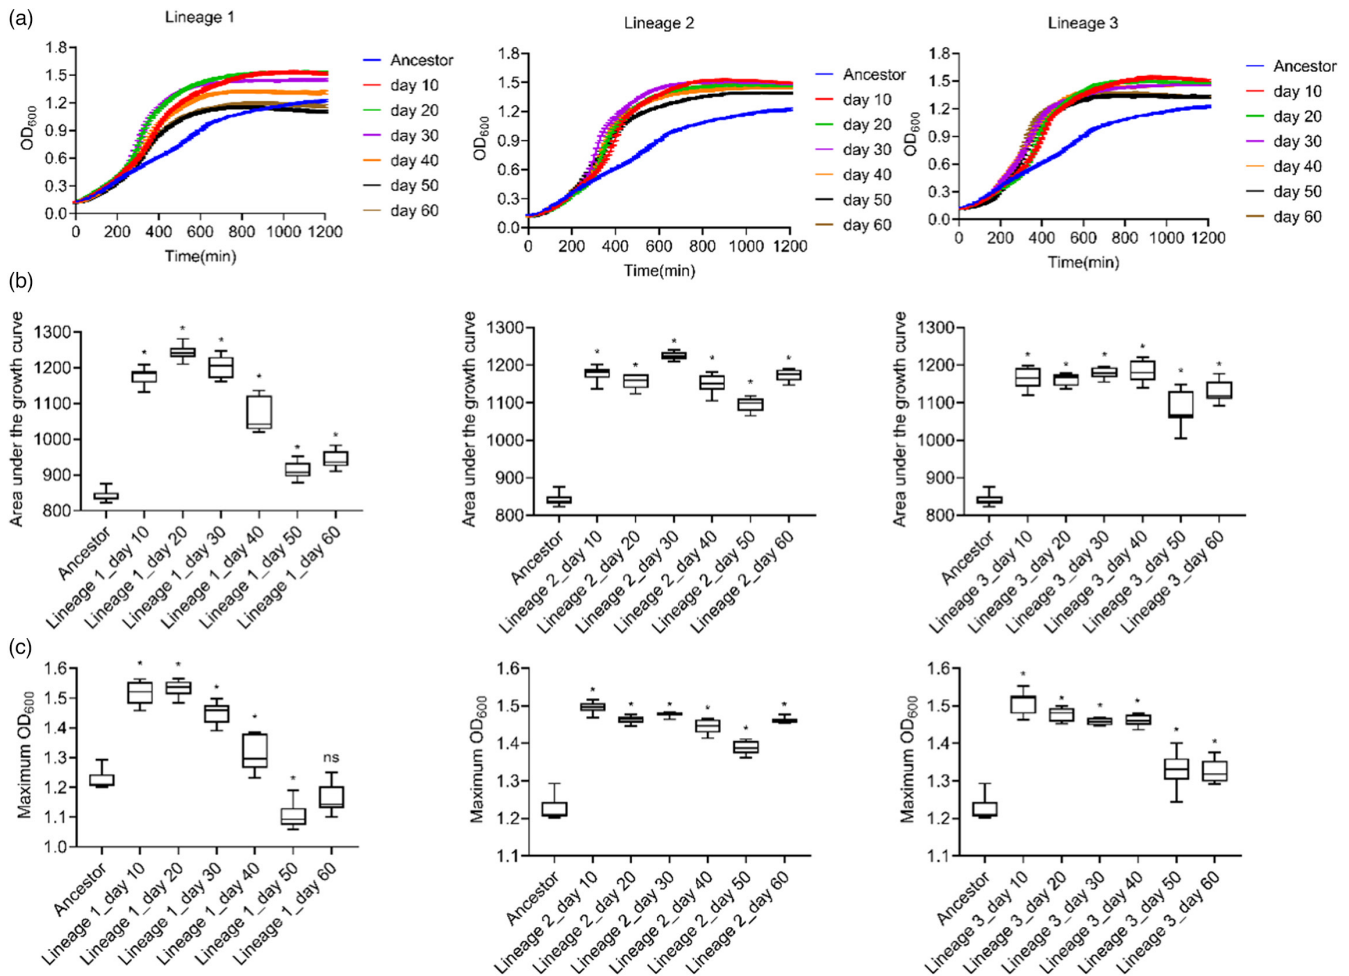 (a)
Lineage 1
1.8
1.5
1.2
0.9
0.6
0.3
0.0
OD600
0 200 400 600 800 1000 1200
Time(min)
Ancestor
day 10
day 20
day 30
day 40
day 50
day 60
Lineage 2
1.8
1.5
1.2
0.9
0.6
0.3
0.0
OD600
0 200 400 600 800 1000 1200
Time(min)
Ancestor
day 10
day 20
day 30
day 40
day 50
day 60
Lineage 3
1.8
1.5
1.2
0.9
0.6
0.3
0.0
OD600
0 200 400 600 800 1000 1200
Time(min)
Ancestor
day 10
day 20
day 30
day 40
day 50
day 60
(b)
Area under the growth curve
1300
1200
1100
1000
900
800
* * * * * *
Ancestor
Lineage 1_day 10
Lineage 1_day 20
Lineage 1_day 30
Lineage 1_day 40
Lineage 1_day 50
Lineage 1_day 60
Area under the growth curve
1300
1200
1100
1000
900
800
* * * * * *
Ancestor
Lineage 2_day 10
Lineage 2_day 20
Lineage 2_day 30
Lineage 2_day 40
Lineage 2_day 50
Lineage 2_day 60
Area under the growth curve
1300
1200
1100
1000
900
800
* * * * * *
Ancestor
Lineage 3_day 10
Lineage 3_day 20
Lineage 3_day 30
Lineage 3_day 40
Lineage 3_day 50
Lineage 3_day 60
(c)
Maximum OD600
1.6
1.5
1.4
1.3
1.2
1.1
1.0
* * * * * ns
Ancestor
Lineage 1_day 10
Lineage 1_day 20
Lineage 1_day 30
Lineage 1_day 40
Lineage 1_day 50
Lineage 1_day 60
Maximum OD600
1.6
1.5
1.4
1.3
1.2
1.1
* * * * * *
Ancestor
Lineage 2_day 10
Lineage 2_day 20
Lineage 2_day 30
Lineage 2_day 40
Lineage 2_day 50
Lineage 2_day 60
Maximum OD600
1.6
1.5
1.4
1.3
1.2
1.1
* * * * * *
Ancestor
Lineage 3_day 10
Lineage 3_day 20
Lineage 3_day 30
Lineage 3_day 40
Lineage 3_day 50
Lineage 3_day 60